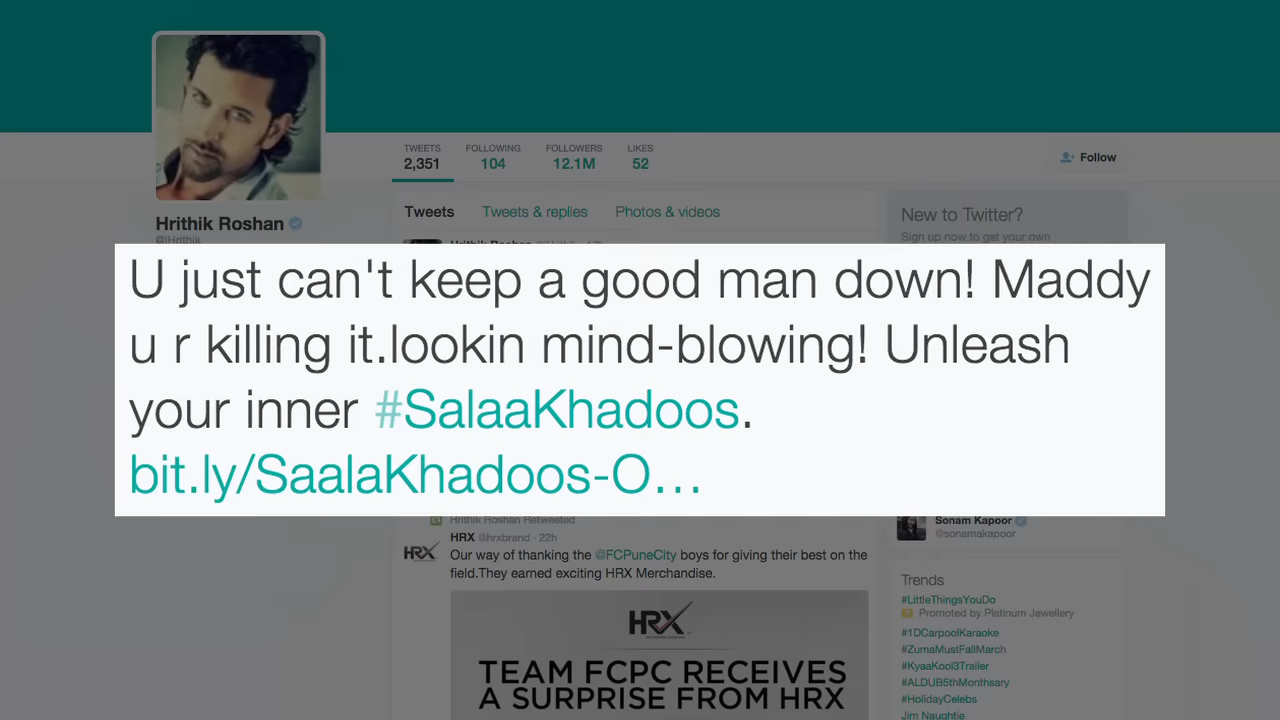 TWEETS FOLLOWING FOLLOWERS LIKES
2,351 104 12.1M 52
Follow
Hrithik Roshan
@iHrithik
Tweets Tweets & replies Photos & videos
New to Twitter?
Sign up now to get your own
Hrithik Roshan
U just can't keep a good man down! Maddy
u r killing it.lookin mind-blowing! Unleash
your inner #SalaaKhadoos.
bit.ly/SaalaKhadoos-O…
Hrithik Roshan Retweeted
HRX @hrxbrand · 22h
Our way of thanking the @FCPuneCity boys for giving their best on the
field.They earned exciting HRX Merchandise.
HRX
HRX
TEAM FCPC RECEIVES
A SURPRISE FROM HRX
Sonam Kapoor
@sonamakapoor
Trends
#LittleThingsYouDo
Promoted by Platinum Jewellery
#1DCarpoolKaraoke
#ZumaMustFallMarch
#KyaaKool3Trailer
#ALDUB5thMonthsary
#HolidayCelebs
Jim Naughtie